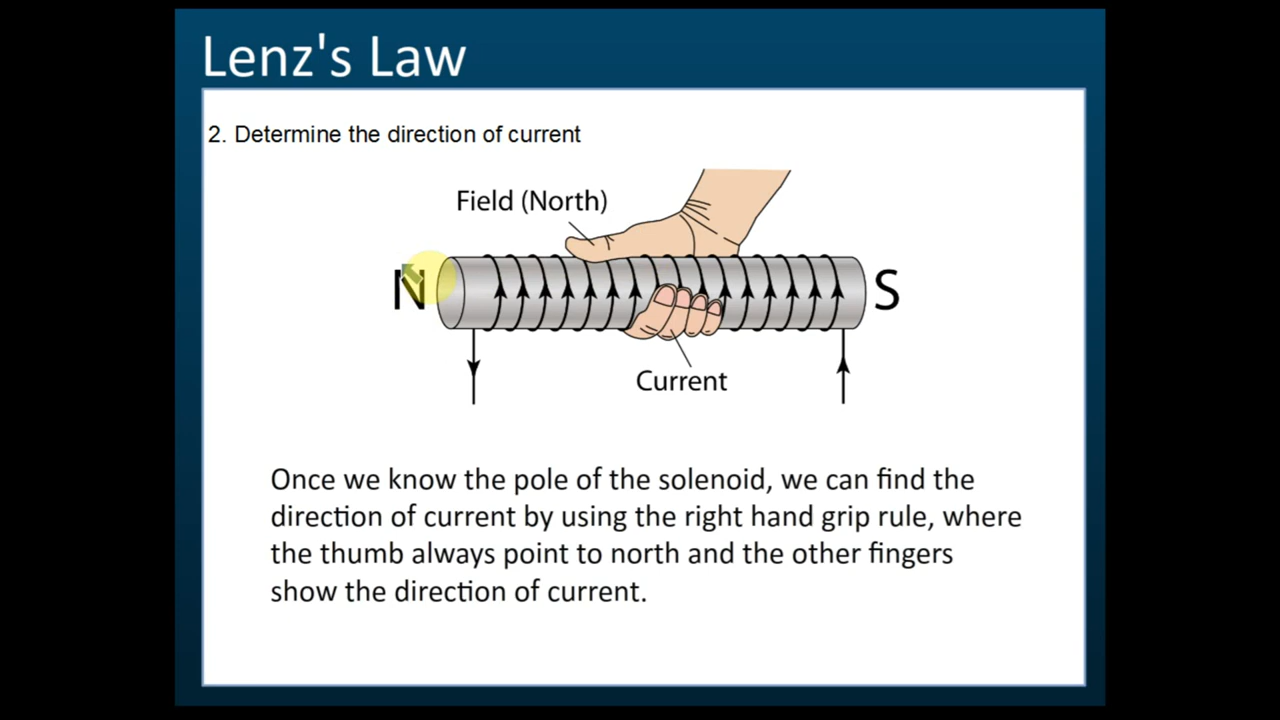 Lenz's Law
2. Determine the direction of current
Field (North)
N
S
Current
Once we know the pole of the solenoid, we can find the
direction of current by using the right hand grip rule, where
the thumb always point to north and the other fingers
show the direction of current.